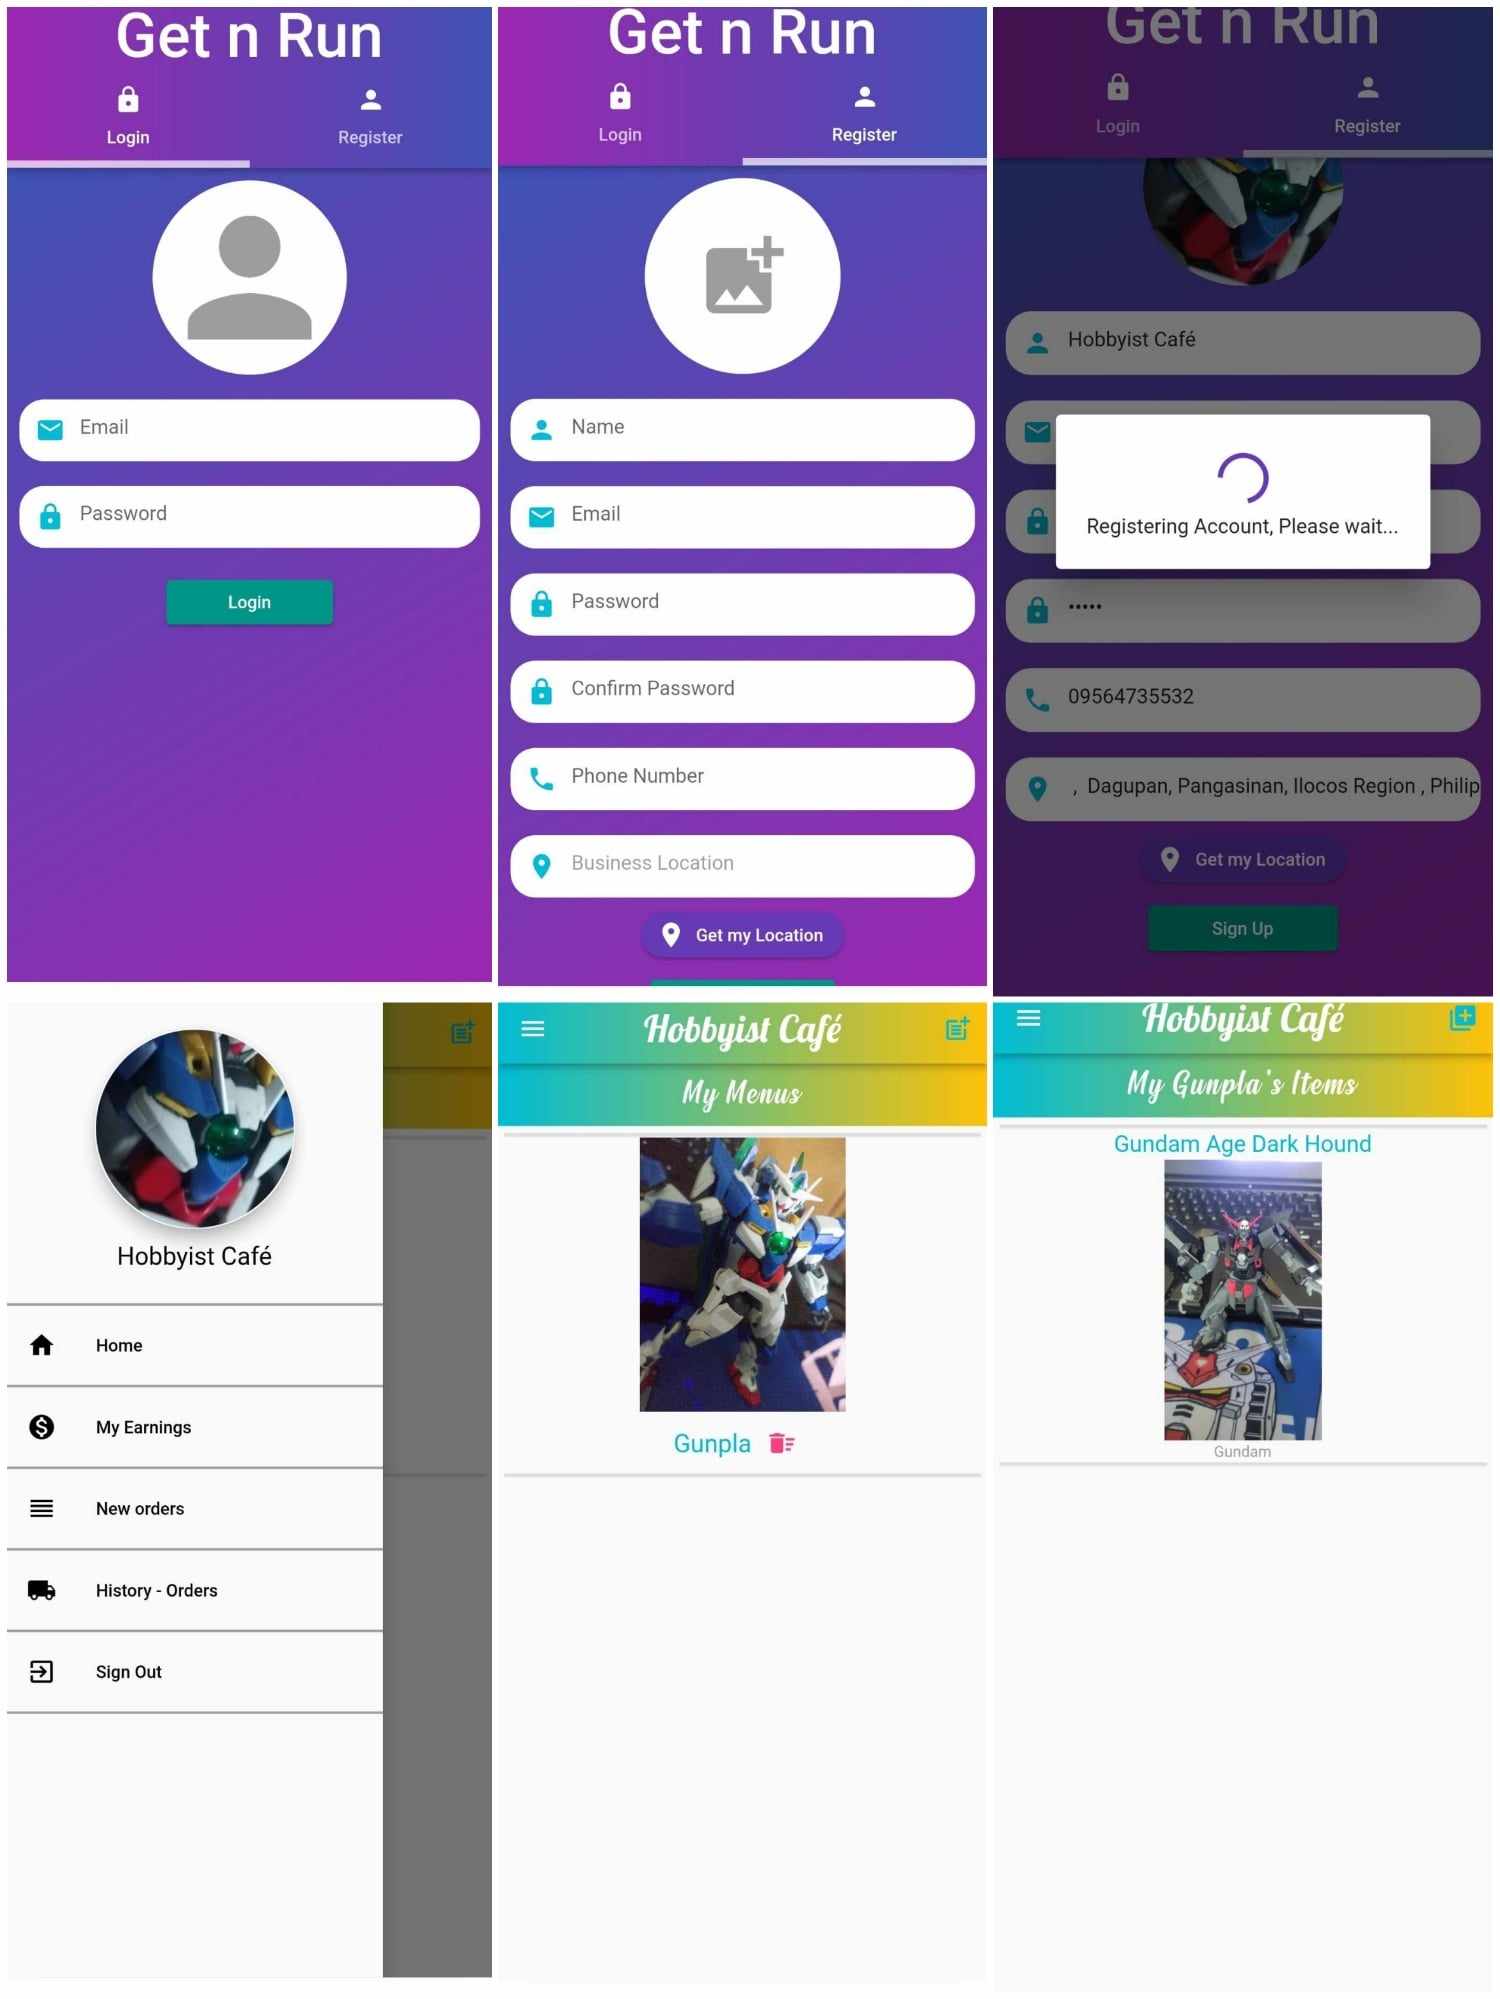 Get n Run
Login
Register
Email
Password
Login
Get n Run
Login
Register
Name
Email
Password
Confirm Password
Phone Number
Business Location
Get my Location
Get n Run
Login
Register
Hobbyist Café
Registering Account, Please wait...
•••••
09564735532
, Dagupan, Pangasinan, Ilocos Region , Philip
Get my Location
Sign Up
Hobbyist Café
Home
My Earnings
New orders
History - Orders
Sign Out
Hobbyist Café
My Menus
Gunpla
Hobbyist Café
My Gunpla's Items
Gundam Age Dark Hound
Gundam